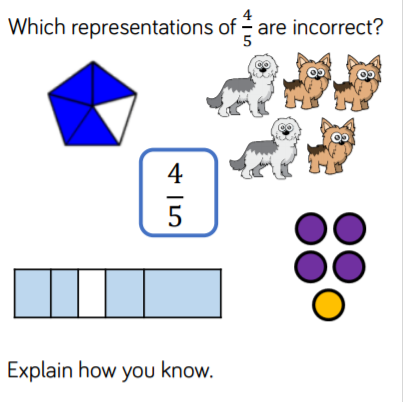 Which representations of 4/5 are incorrect?
4/5
Explain how you know.